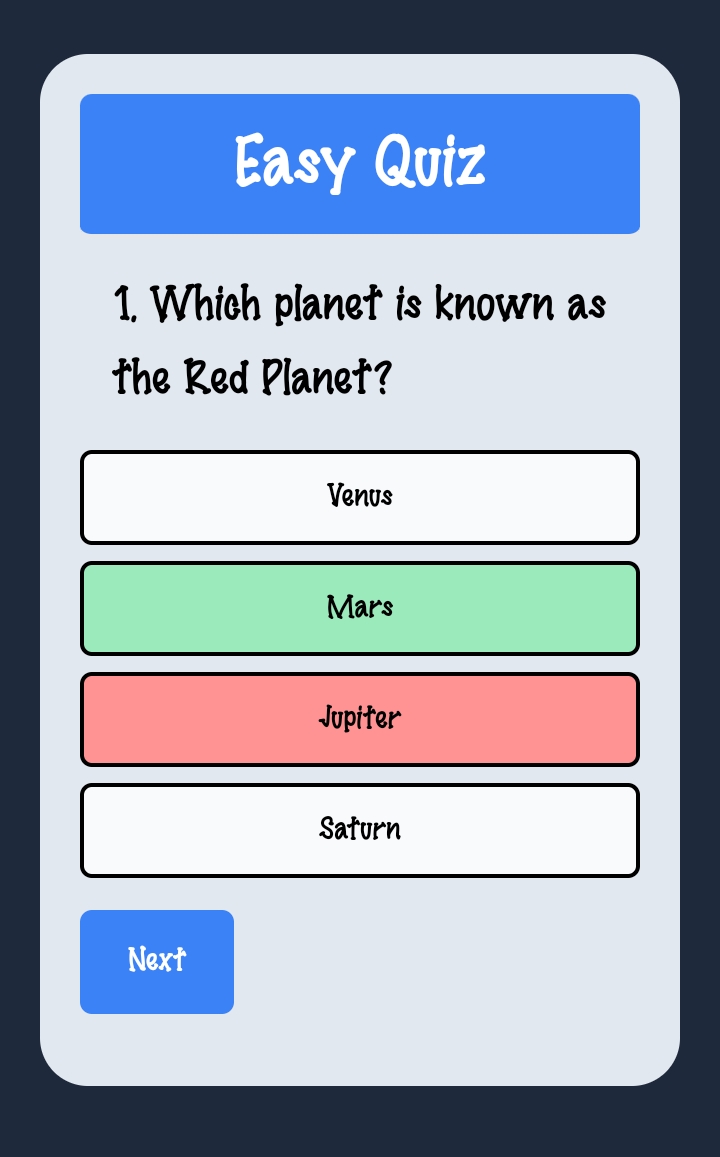 Easy Quiz
1. Which planet is known as
the Red Planet?
Venus
Mars
Jupiter
Saturn
Next